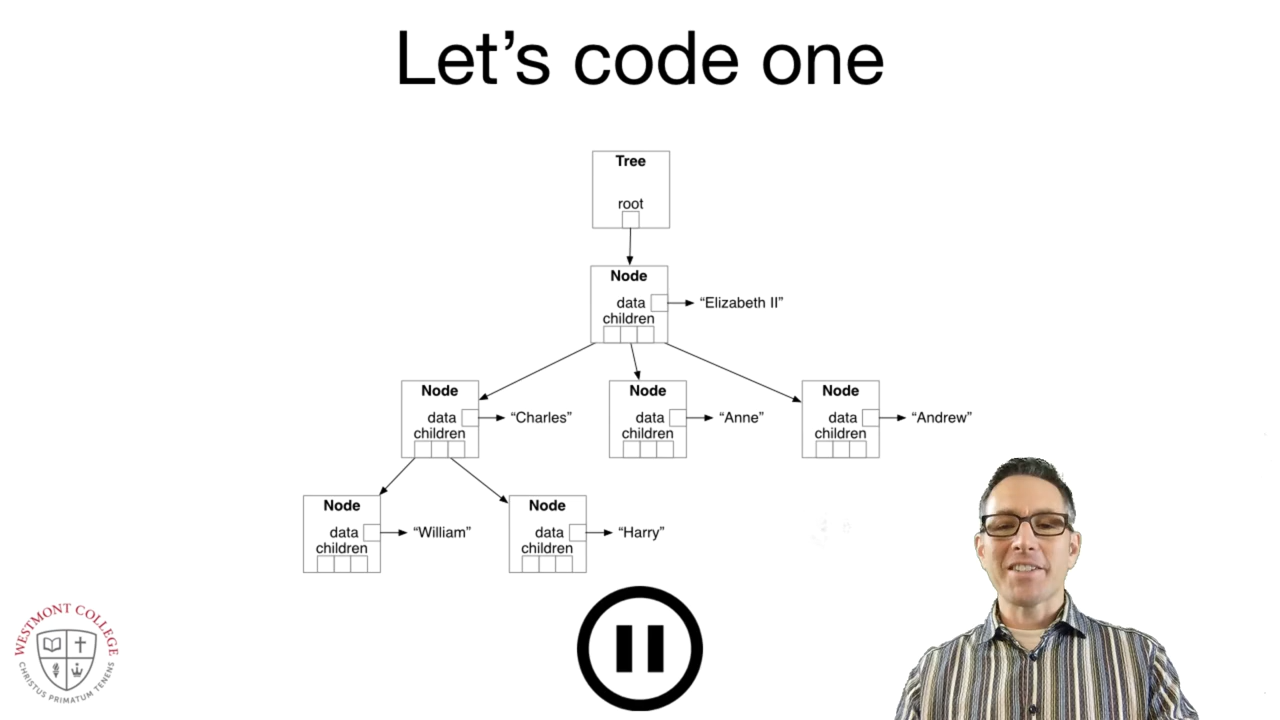 Let's code one
Tree
root
Node
data
“Elizabeth II”
children
Node
data
“Charles”
children
Node
data
“Anne”
children
Node
data
“Andrew”
children
Node
data
“William”
children
Node
data
“Harry”
children
WESTMONT COLLEGE
CHRISTUS PRIMATUM TENENS